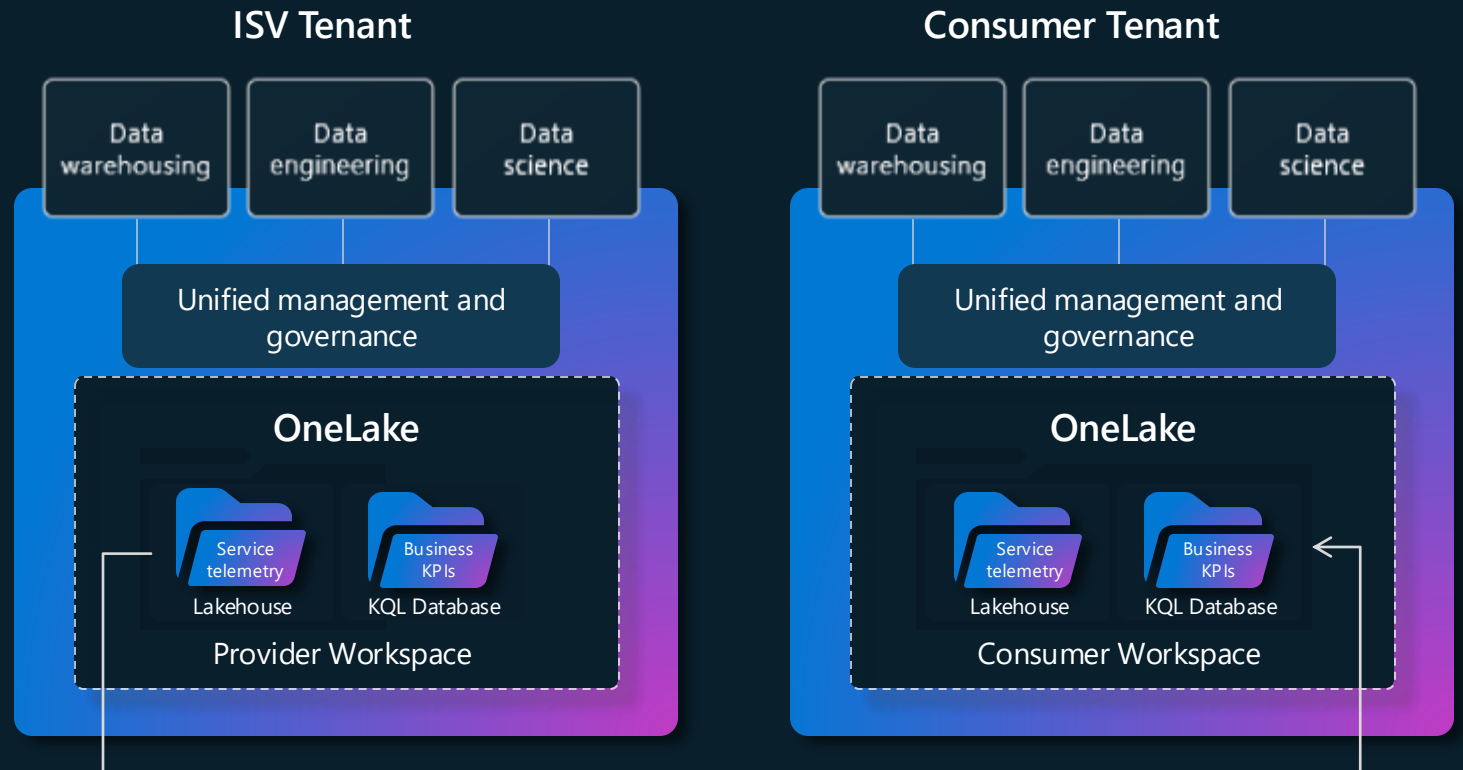 ISV Tenant
Data
warehousing
Data
engineering
Data
science
Unified management and
governance
OneLake
Service
telemetry
Lakehouse
Business
KPIs
KQL Database
Provider Workspace
Consumer Tenant
Data
warehousing
Data
engineering
Data
science
Unified management and
governance
OneLake
Service
telemetry
Lakehouse
Business
KPIs
KQL Database
Consumer Workspace